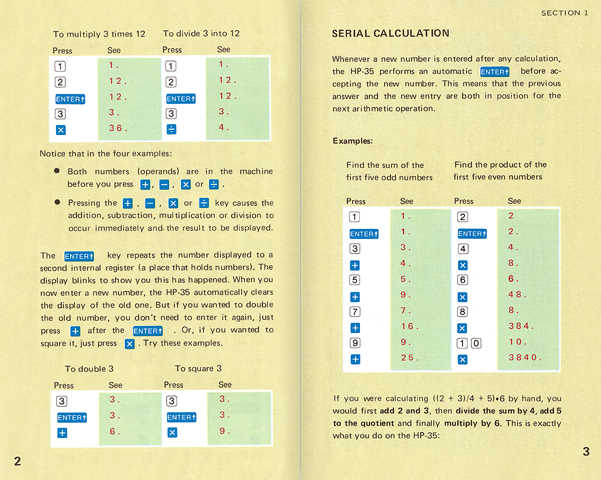 To multiply 3 times 12 To divide 3 into 12
Press See Press See
1 1. 1 1.
2 12. 2 12.
ENTER↑ 12. ENTER↑ 12.
3 3. 3 3.
× 36. ÷ 4.
Notice that in the four examples:
● Both numbers (operands) are in the machine
before you press +, −, × or ÷.
● Pressing the +, −, × or ÷ key causes the
addition, subtraction, multiplication or division to
occur immediately and the result to be displayed.
The ENTER↑ key repeats the number displayed to a
second internal register (a place that holds numbers). The
display blinks to show you this has happened. When you
now enter a new number, the HP-35 automatically clears
the display of the old one. But if you wanted to double
the old number, you don't need to enter it again, just
press + after the ENTER↑ . Or, if you wanted to
square it, just press ×. Try these examples.
To double 3 To square 3
Press See Press See
3 3. 3 3.
ENTER↑ 3. ENTER↑ 3.
+ 6. × 9.
2
SECTION 1
SERIAL CALCULATION
Whenever a new number is entered after any calculation,
the HP-35 performs an automatic ENTER↑ before ac-
cepting the new number. This means that the previous
answer and the new entry are both in position for the
next arithmetic operation.
Examples:
Find the sum of the Find the product of the
first five odd numbers first five even numbers
Press See Press See
1 1. 2 2
ENTER↑ 1. ENTER↑ 2.
3 3. 4 4.
+ 4. × 8.
5 5. 6 6.
+ 9. × 48.
7 7. 8 8.
+ 16. × 384.
9 9. 1 0 10.
+ 25. × 3840.
If you were calculating ((2 + 3)/4 + 5)•6 by hand, you
would first add 2 and 3, then divide the sum by 4, add 5
to the quotient and finally multiply by 6. This is exactly
what you do on the HP-35:
3